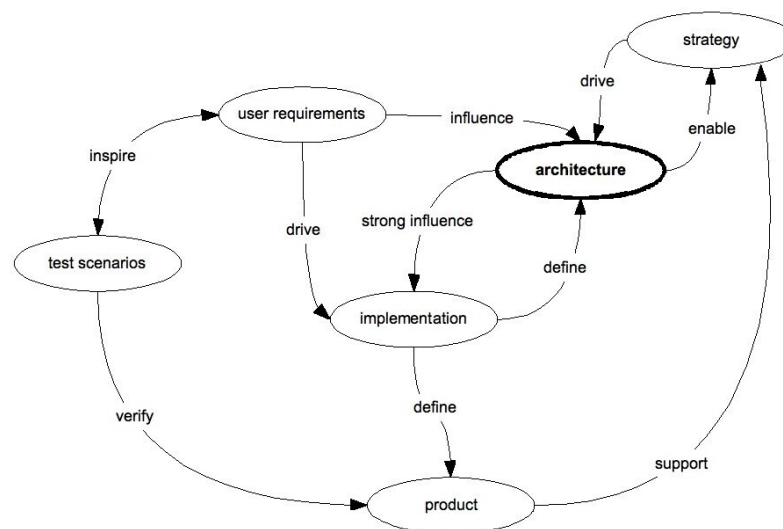 strategy
drive
user requirements
influence
enable
inspire
architecture
strong influence
drive
test scenarios
define
implementation
define
verify
support
product